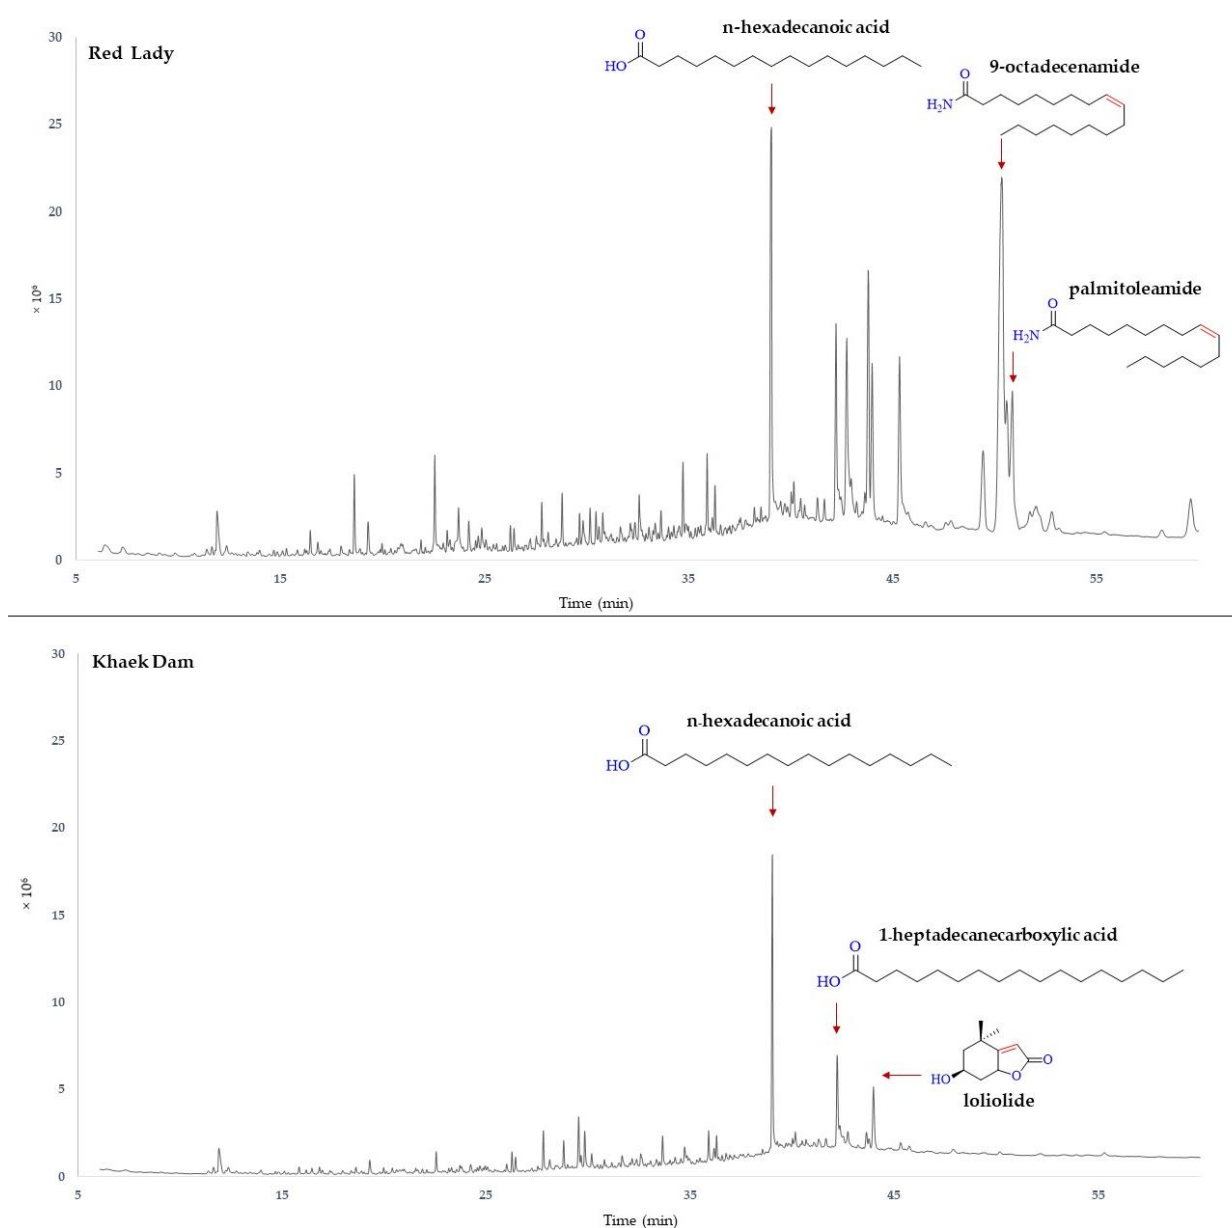 Red Lady
n-hexadecanoic acid
O
HO
9-octadecenamide
O
H₂N
palmitoleamide
O
H₂N
30
25
20
15
10
5
0
× 10⁶
5 15 25 35 45 55
Time (min)
Khaek Dam
n-hexadecanoic acid
O
HO
1-heptadecanecarboxylic acid
O
HO
HO
O
O
loliolide
30
25
20
15
10
5
0
× 10⁶
5 15 25 35 45 55
Time (min)